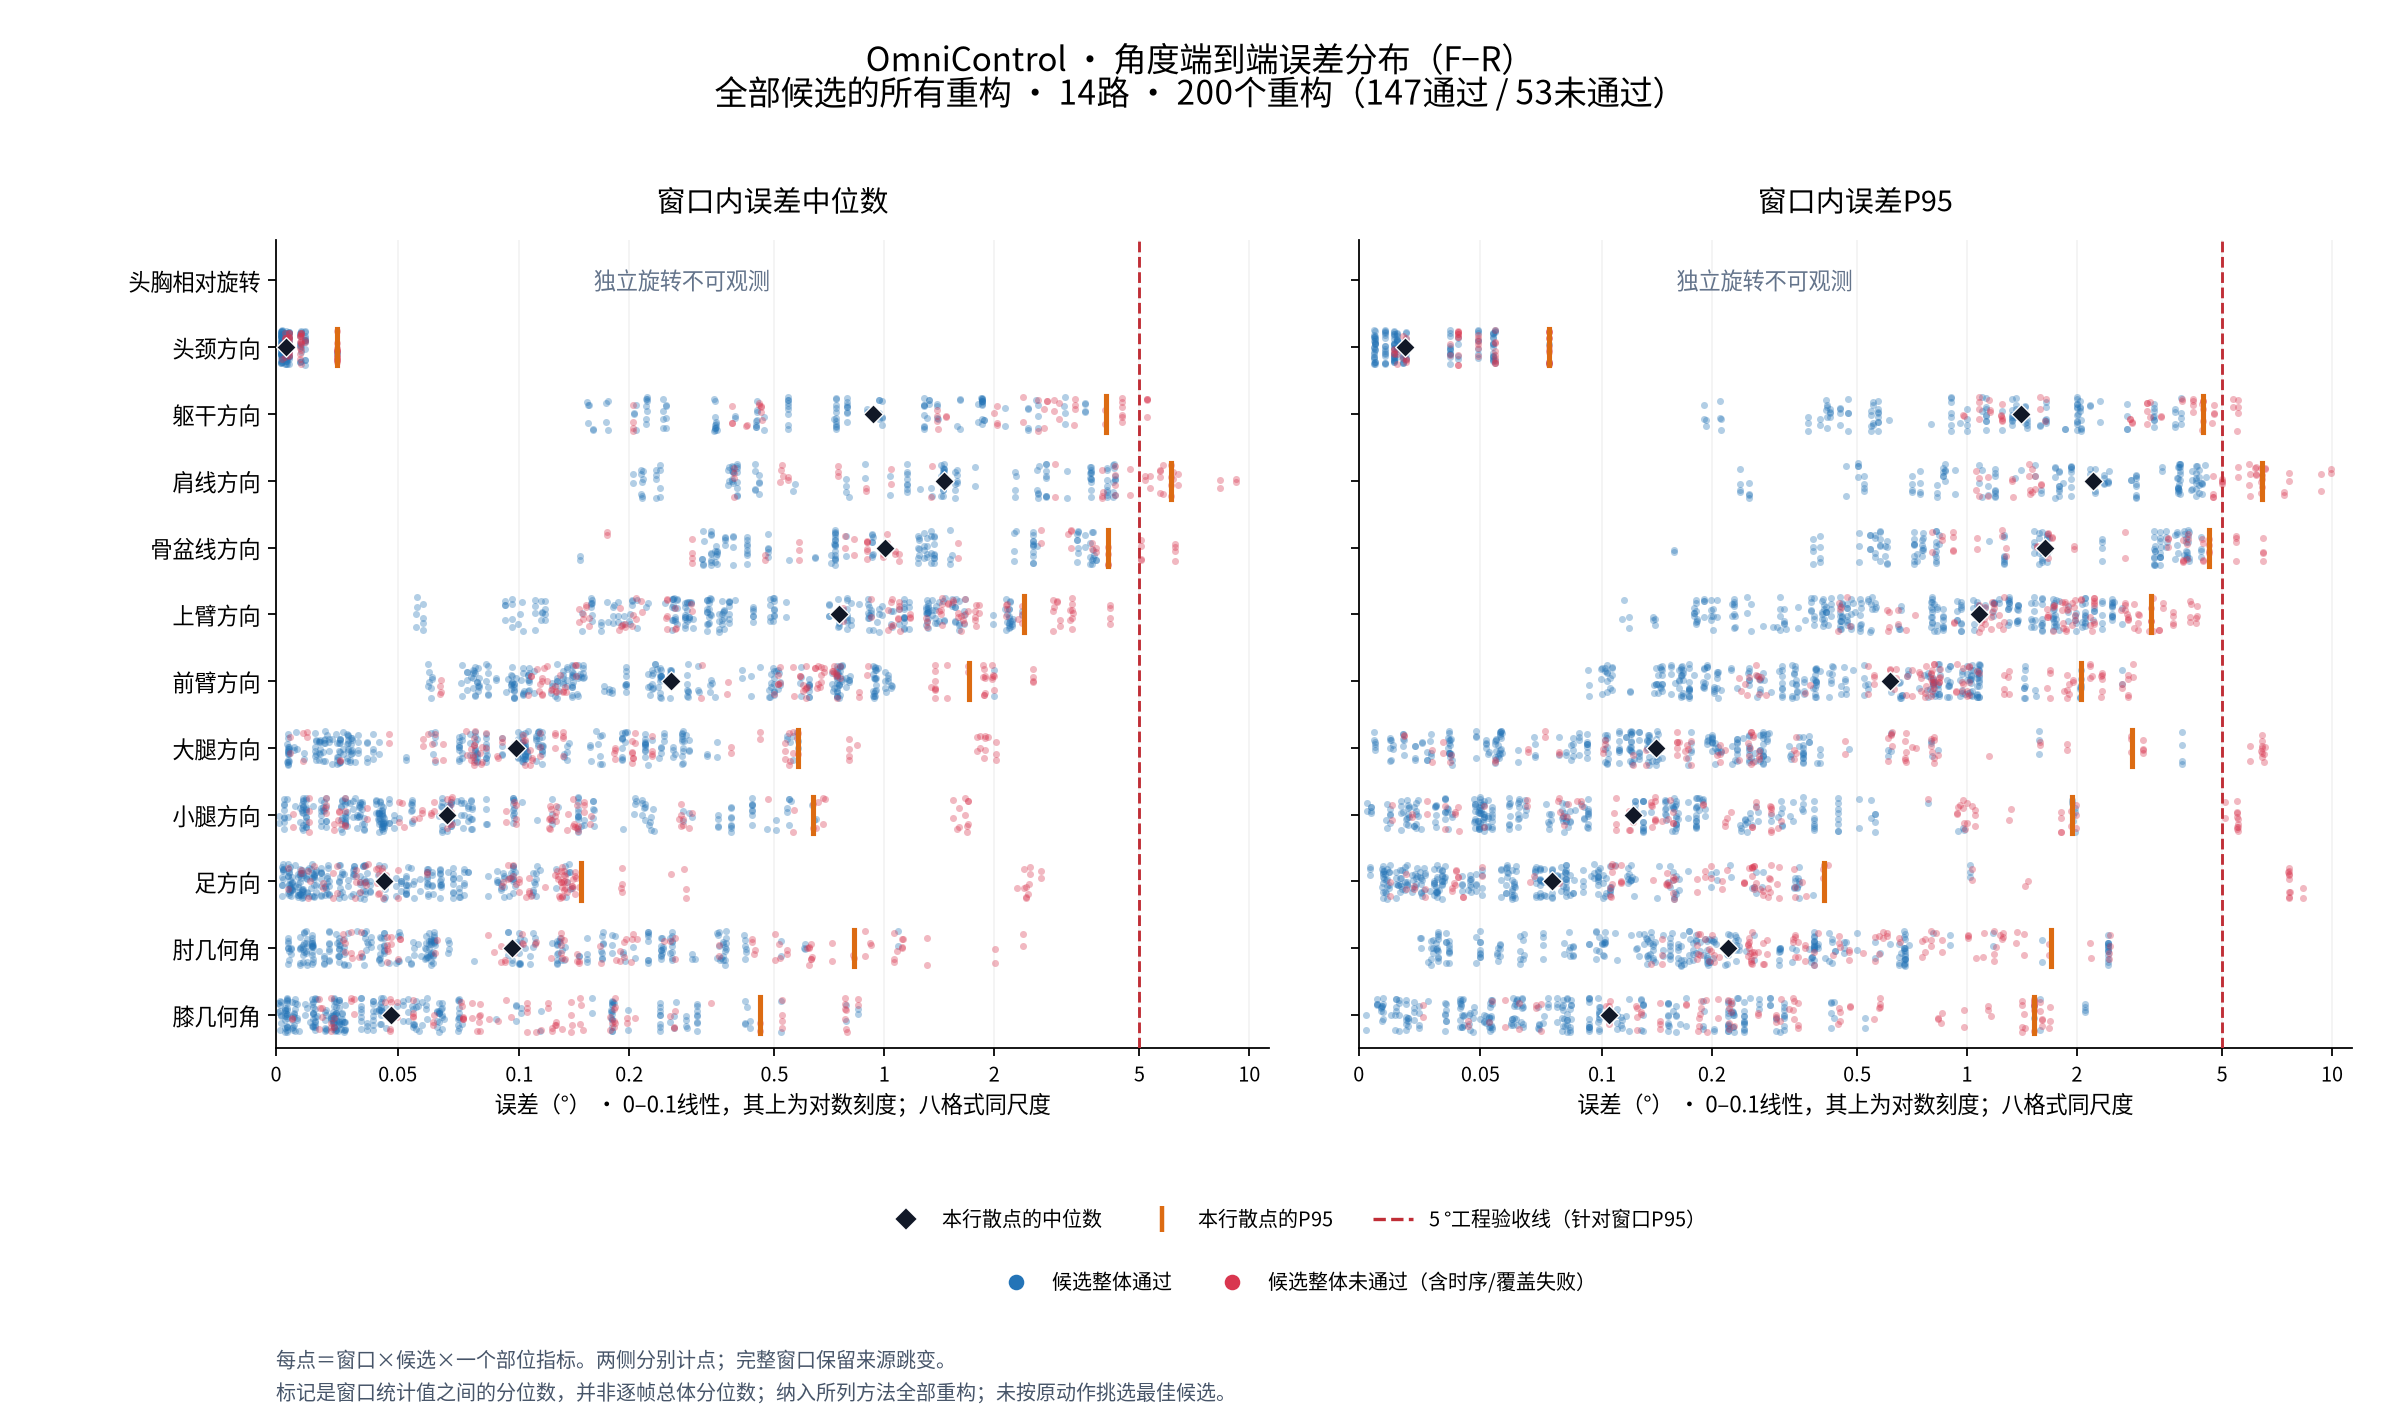 OmniControl · 角度端到端误差分布（F−R）
全部候选的所有重构 · 14路 · 200个重构（147通过 / 53未通过）
窗口内误差中位数
窗口内误差P95
头胸相对旋转
独立旋转不可观测
独立旋转不可观测
头颈方向
躯干方向
肩线方向
骨盆线方向
上臂方向
前臂方向
大腿方向
小腿方向
足方向
肘几何角
膝几何角
0 0.05 0.1 0.2 0.5 1 2 5 10
0 0.05 0.1 0.2 0.5 1 2 5 10
误差（°） · 0–0.1线性，其上为对数刻度；八格式同尺度
误差（°） · 0–0.1线性，其上为对数刻度；八格式同尺度
本行散点的中位数
本行散点的P95
5°工程验收线（针对窗口P95）
候选整体通过
候选整体未通过（含时序/覆盖失败）
每点＝窗口×候选×一个部位指标。两侧分别计点；完整窗口保留来源跳变。
标记是窗口统计值之间的分位数，并非逐帧总体分位数；纳入所列方法全部重构；未按原动作挑选最佳候选。